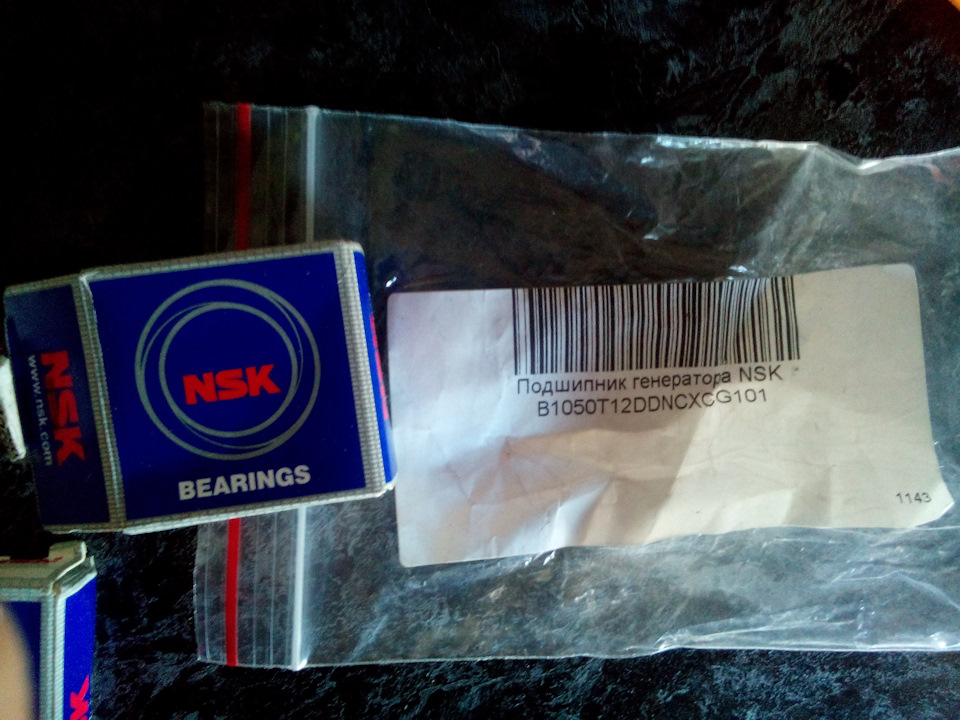 NSK
www.nsk.com
NSK
BEARINGS
Подшипник генератора NSK
B1050T12DDNCXCG101
1143